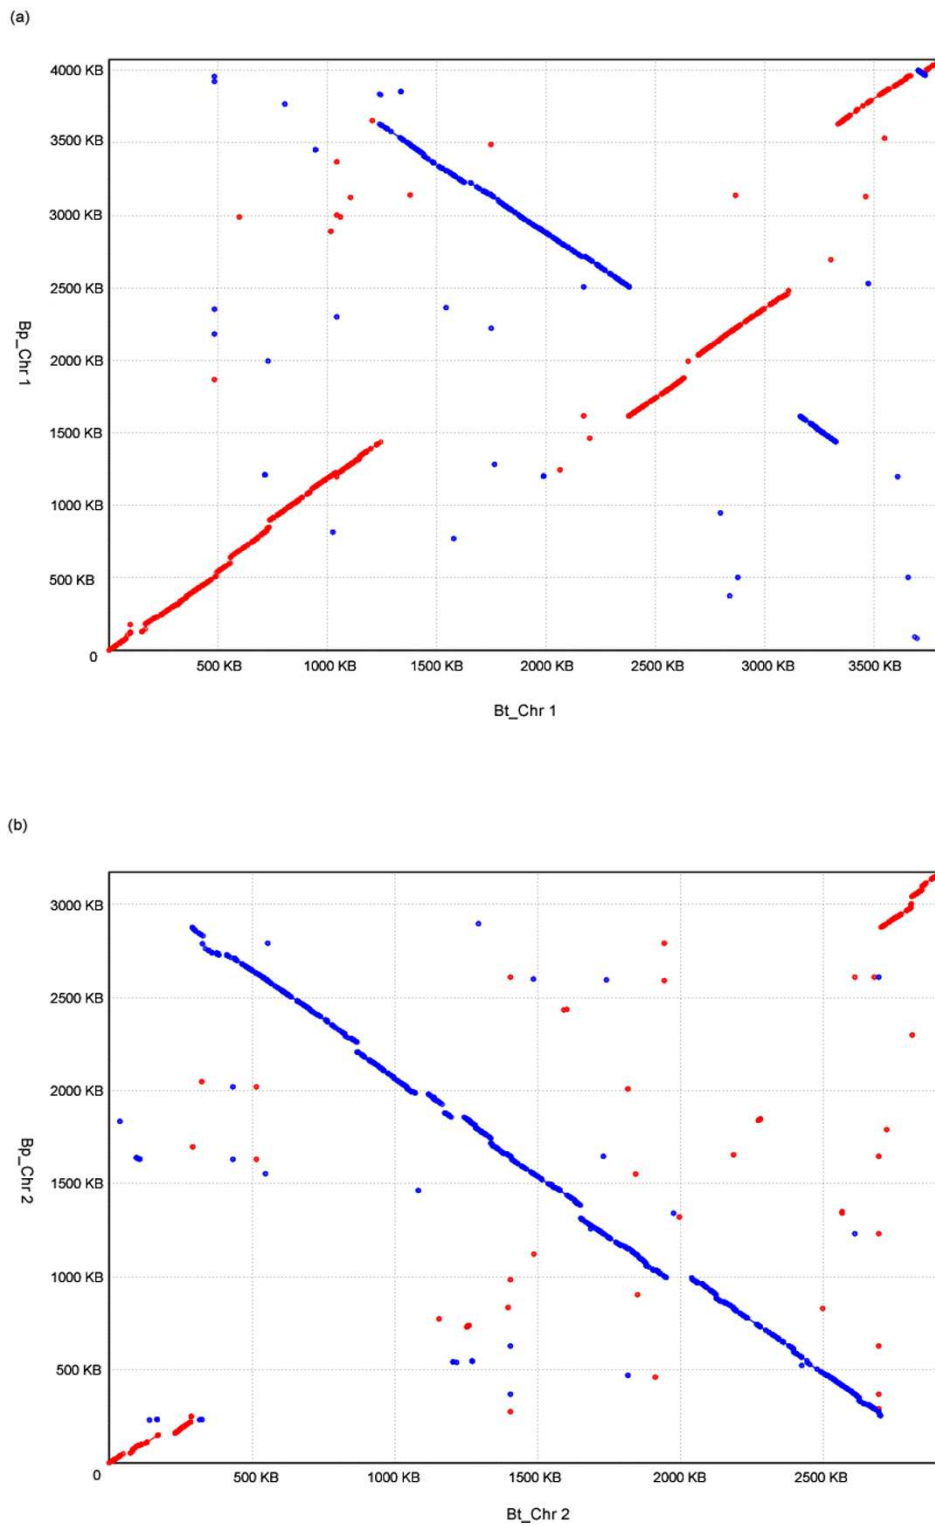 (a)
4000 KB
3500 KB
3000 KB
2500 KB
2000 KB
1500 KB
1000 KB
500 KB
0
Bp_Chr 1
500 KB 1000 KB 1500 KB 2000 KB 2500 KB 3000 KB 3500 KB
Bt_Chr 1
(b)
3000 KB
2500 KB
2000 KB
1500 KB
1000 KB
500 KB
0
Bp_Chr 2
500 KB 1000 KB 1500 KB 2000 KB 2500 KB
Bt_Chr 2